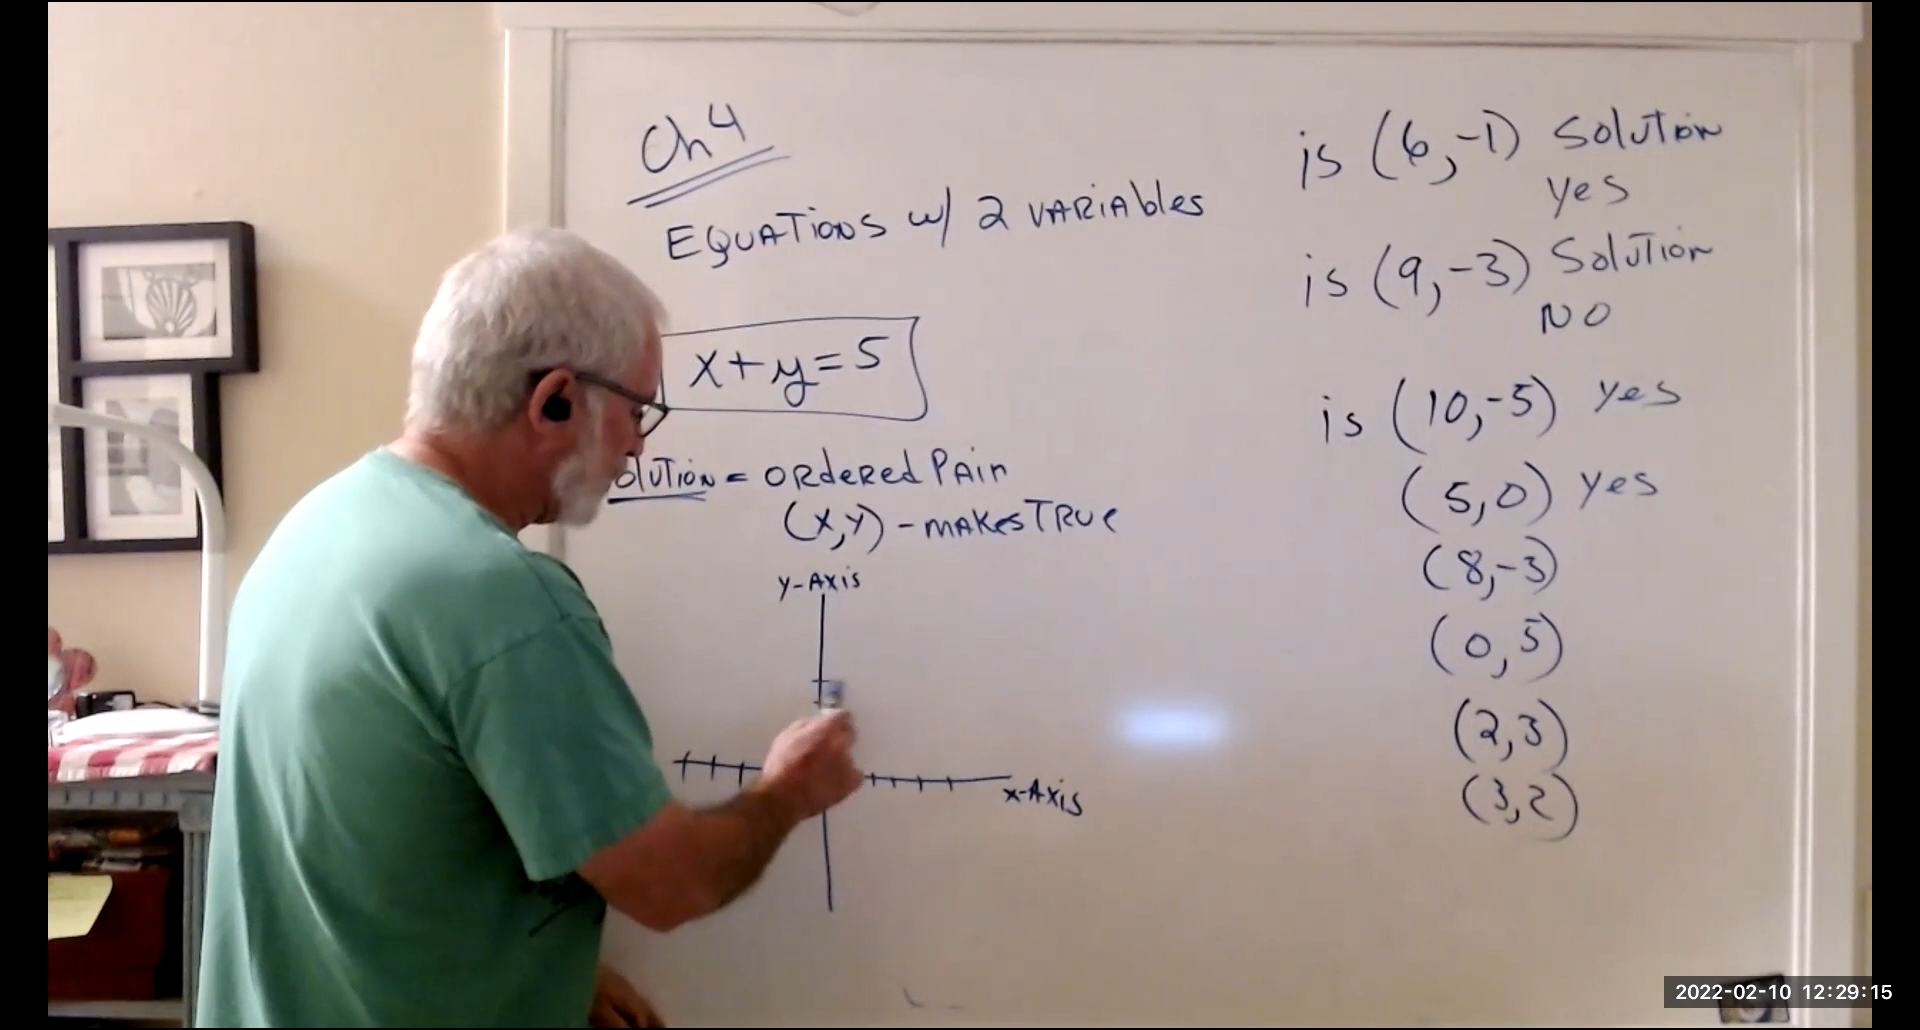 Ch 4
EQUATIONS w/ 2 VARIABles
x+y=5
olUTION = ORdeRed PAIR
(x,y) - mAKes TRUe
y-Axis
x-Axis
is (6,-1) Solution
yes
is (9,-3) Solution
NO
is (10,-5) yes
(5,0) yes
(8,-3)
(0,5)
(2,3)
(3,2)
2022-02-10 12:29:15